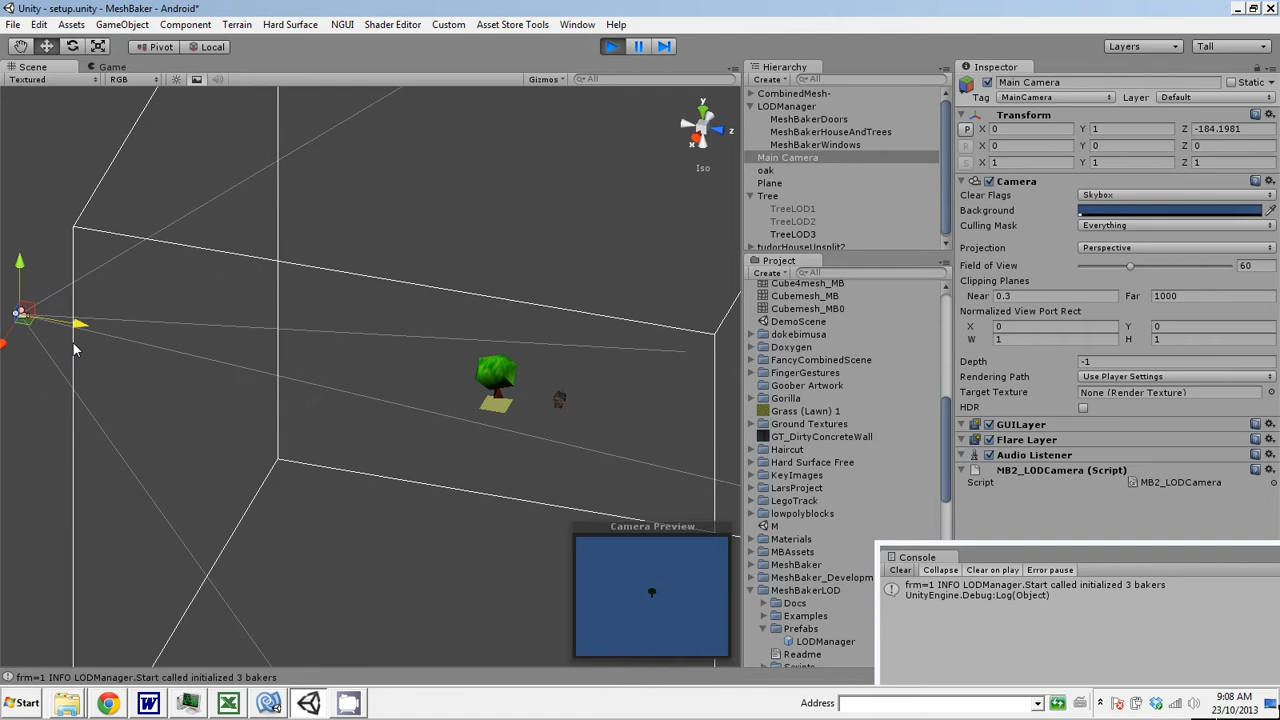 Unity - setup.unity - MeshBaker - Android*
File Edit Assets GameObject Component Terrain Hard Surface NGUI Shader Editor Custom Asset Store Tools Window Help
Pivot Local
Layers Tall
Scene Game
Textured RGB Gizmos All
y
z
x
Iso
Camera Preview
Hierarchy
Create All
CombinedMesh-
LODManager
MeshBakerDoors
MeshBakerHouseAndTrees
MeshBakerWindows
Main Camera
oak
Plane
Tree
TreeLOD1
TreeLOD2
TreeLOD3
tudorHouseUnsplit2
Project
Create All
Cube4mesh_MB
Cubemesh_MB
Cubemesh_MB0
DemoScene
dokebimusa
Doxygen
FancyCombinedScene
FingerGestures
Goober Artwork
Gorilla
Grass (Lawn) 1
Ground Textures
GT_DirtyConcreteWall
Haircut
Hard Surface Free
KeyImages
LarsProject
LegoTrack
lowpolyblocks
M
Materials
MBAssets
MeshBaker
MeshBaker_Developm
MeshBakerLOD
Docs
Examples
Prefabs
LODManager
Readme
Inspector
Main Camera Static
Tag MainCamera Layer Default
Transform
P X 0 Y 1 Z -184.1981
R X 0 Y 0 Z 0
S X 1 Y 1 Z 1
Camera
Clear Flags Skybox
Background
Culling Mask Everything
Projection Perspective
Field of View 60
Clipping Planes
Near 0.3 Far 1000
Normalized View Port Rect
X 0 Y 0
W 1 H 1
Depth -1
Rendering Path Use Player Settings
Target Texture None (Render Texture)
HDR
GUILayer
Flare Layer
Audio Listener
MB2_LODCamera (Script)
Script MB2_LODCamera
Console
Clear Collapse Clear on play Error pause
frm=1 INFO LODManager.Start called initialized 3 bakers
UnityEngine.Debug:Log(Object)
frm=1 INFO LODManager.Start called initialized 3 bakers
Start
Address
9:08 AM
23/10/2013